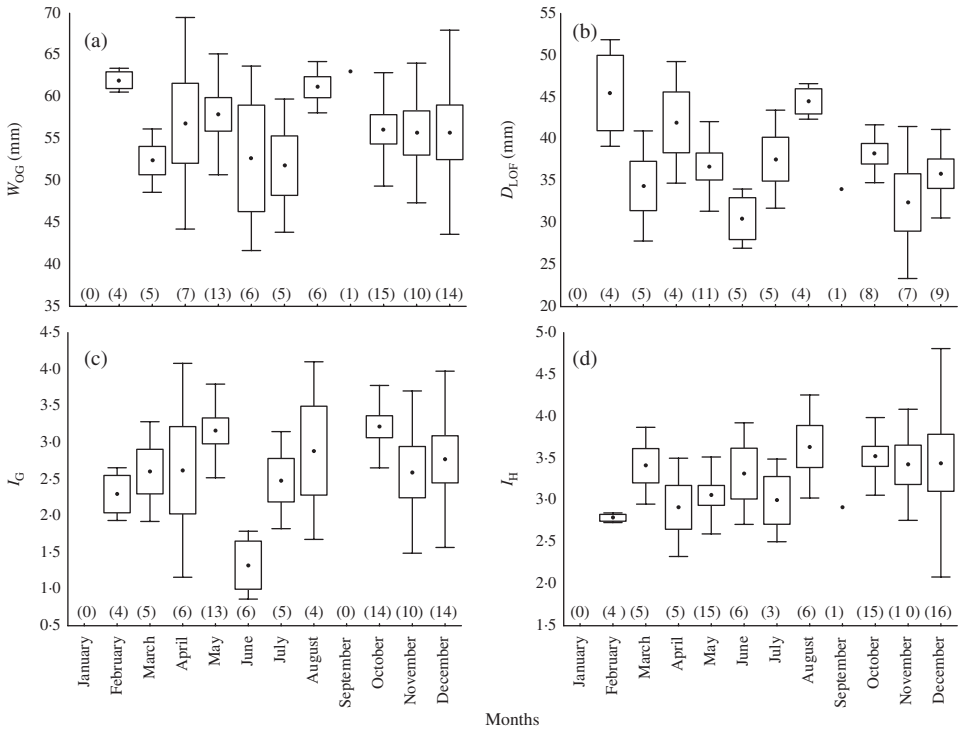 (a)
70
65
60
55
50
45
40
35
W_OG (mm)
(0) (4) (5) (7) (13) (6) (5) (6) (1) (15) (10) (14)
(b)
55
50
45
40
35
30
25
20
D_LOF (mm)
(0) (4) (5) (4) (11) (5) (5) (4) (1) (8) (7) (9)
(c)
4·5
4·0
3·5
3·0
2·5
2·0
1·5
1·0
0·5
I_G
(0) (4) (5) (6) (13) (6) (5) (4) (0) (14) (10) (14)
January
February
March
April
May
June
July
August
September
October
November
December
(d)
5·0
4·5
4·0
3·5
3·0
2·5
2·0
1·5
I_H
(0) (4 ) (5) (5) (15) (6) (3) (6) (1) (15) (1 0) (16)
January
February
March
April
May
June
July
August
September
October
November
December
Months